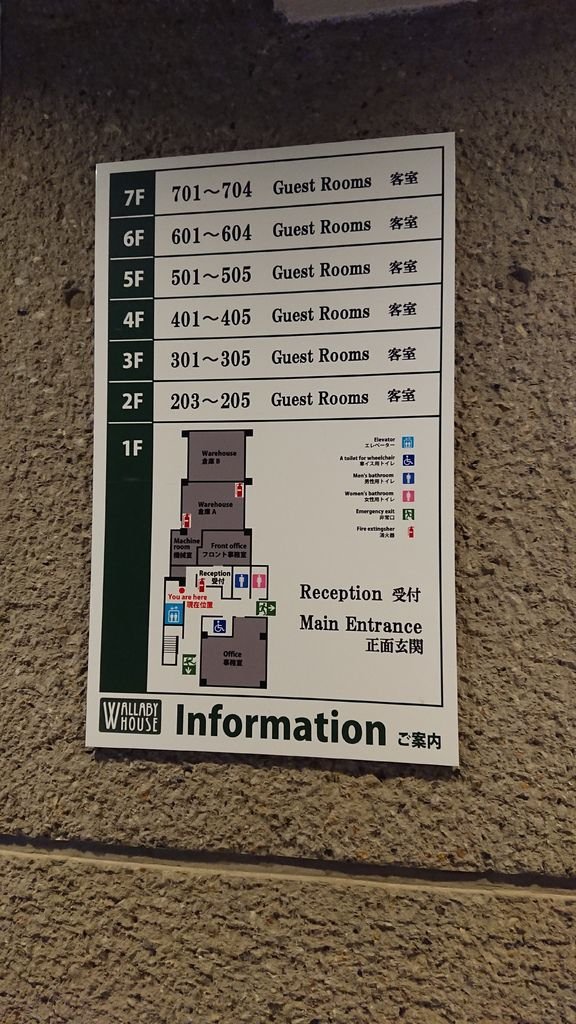 7F 701～704 Guest Rooms 客室
6F 601～604 Guest Rooms 客室
5F 501～505 Guest Rooms 客室
4F 401～405 Guest Rooms 客室
3F 301～305 Guest Rooms 客室
2F 203～205 Guest Rooms 客室
1F
Warehouse
倉庫 B
Warehouse
倉庫 A
Machine
room
機械室
Front office
フロント事務室
Reception
受付
You are here
現在位置
Office
事務室
Elevator
エレベーター
A toilet for wheelchair
車イス用トイレ
Men's bathroom
男性用トイレ
Women's bathroom
女性用トイレ
Emergency exit
非常口
Fire extingsher
消火器
Reception 受付
Main Entrance
正面玄関
WALLABY
HOUSE
Information ご案内